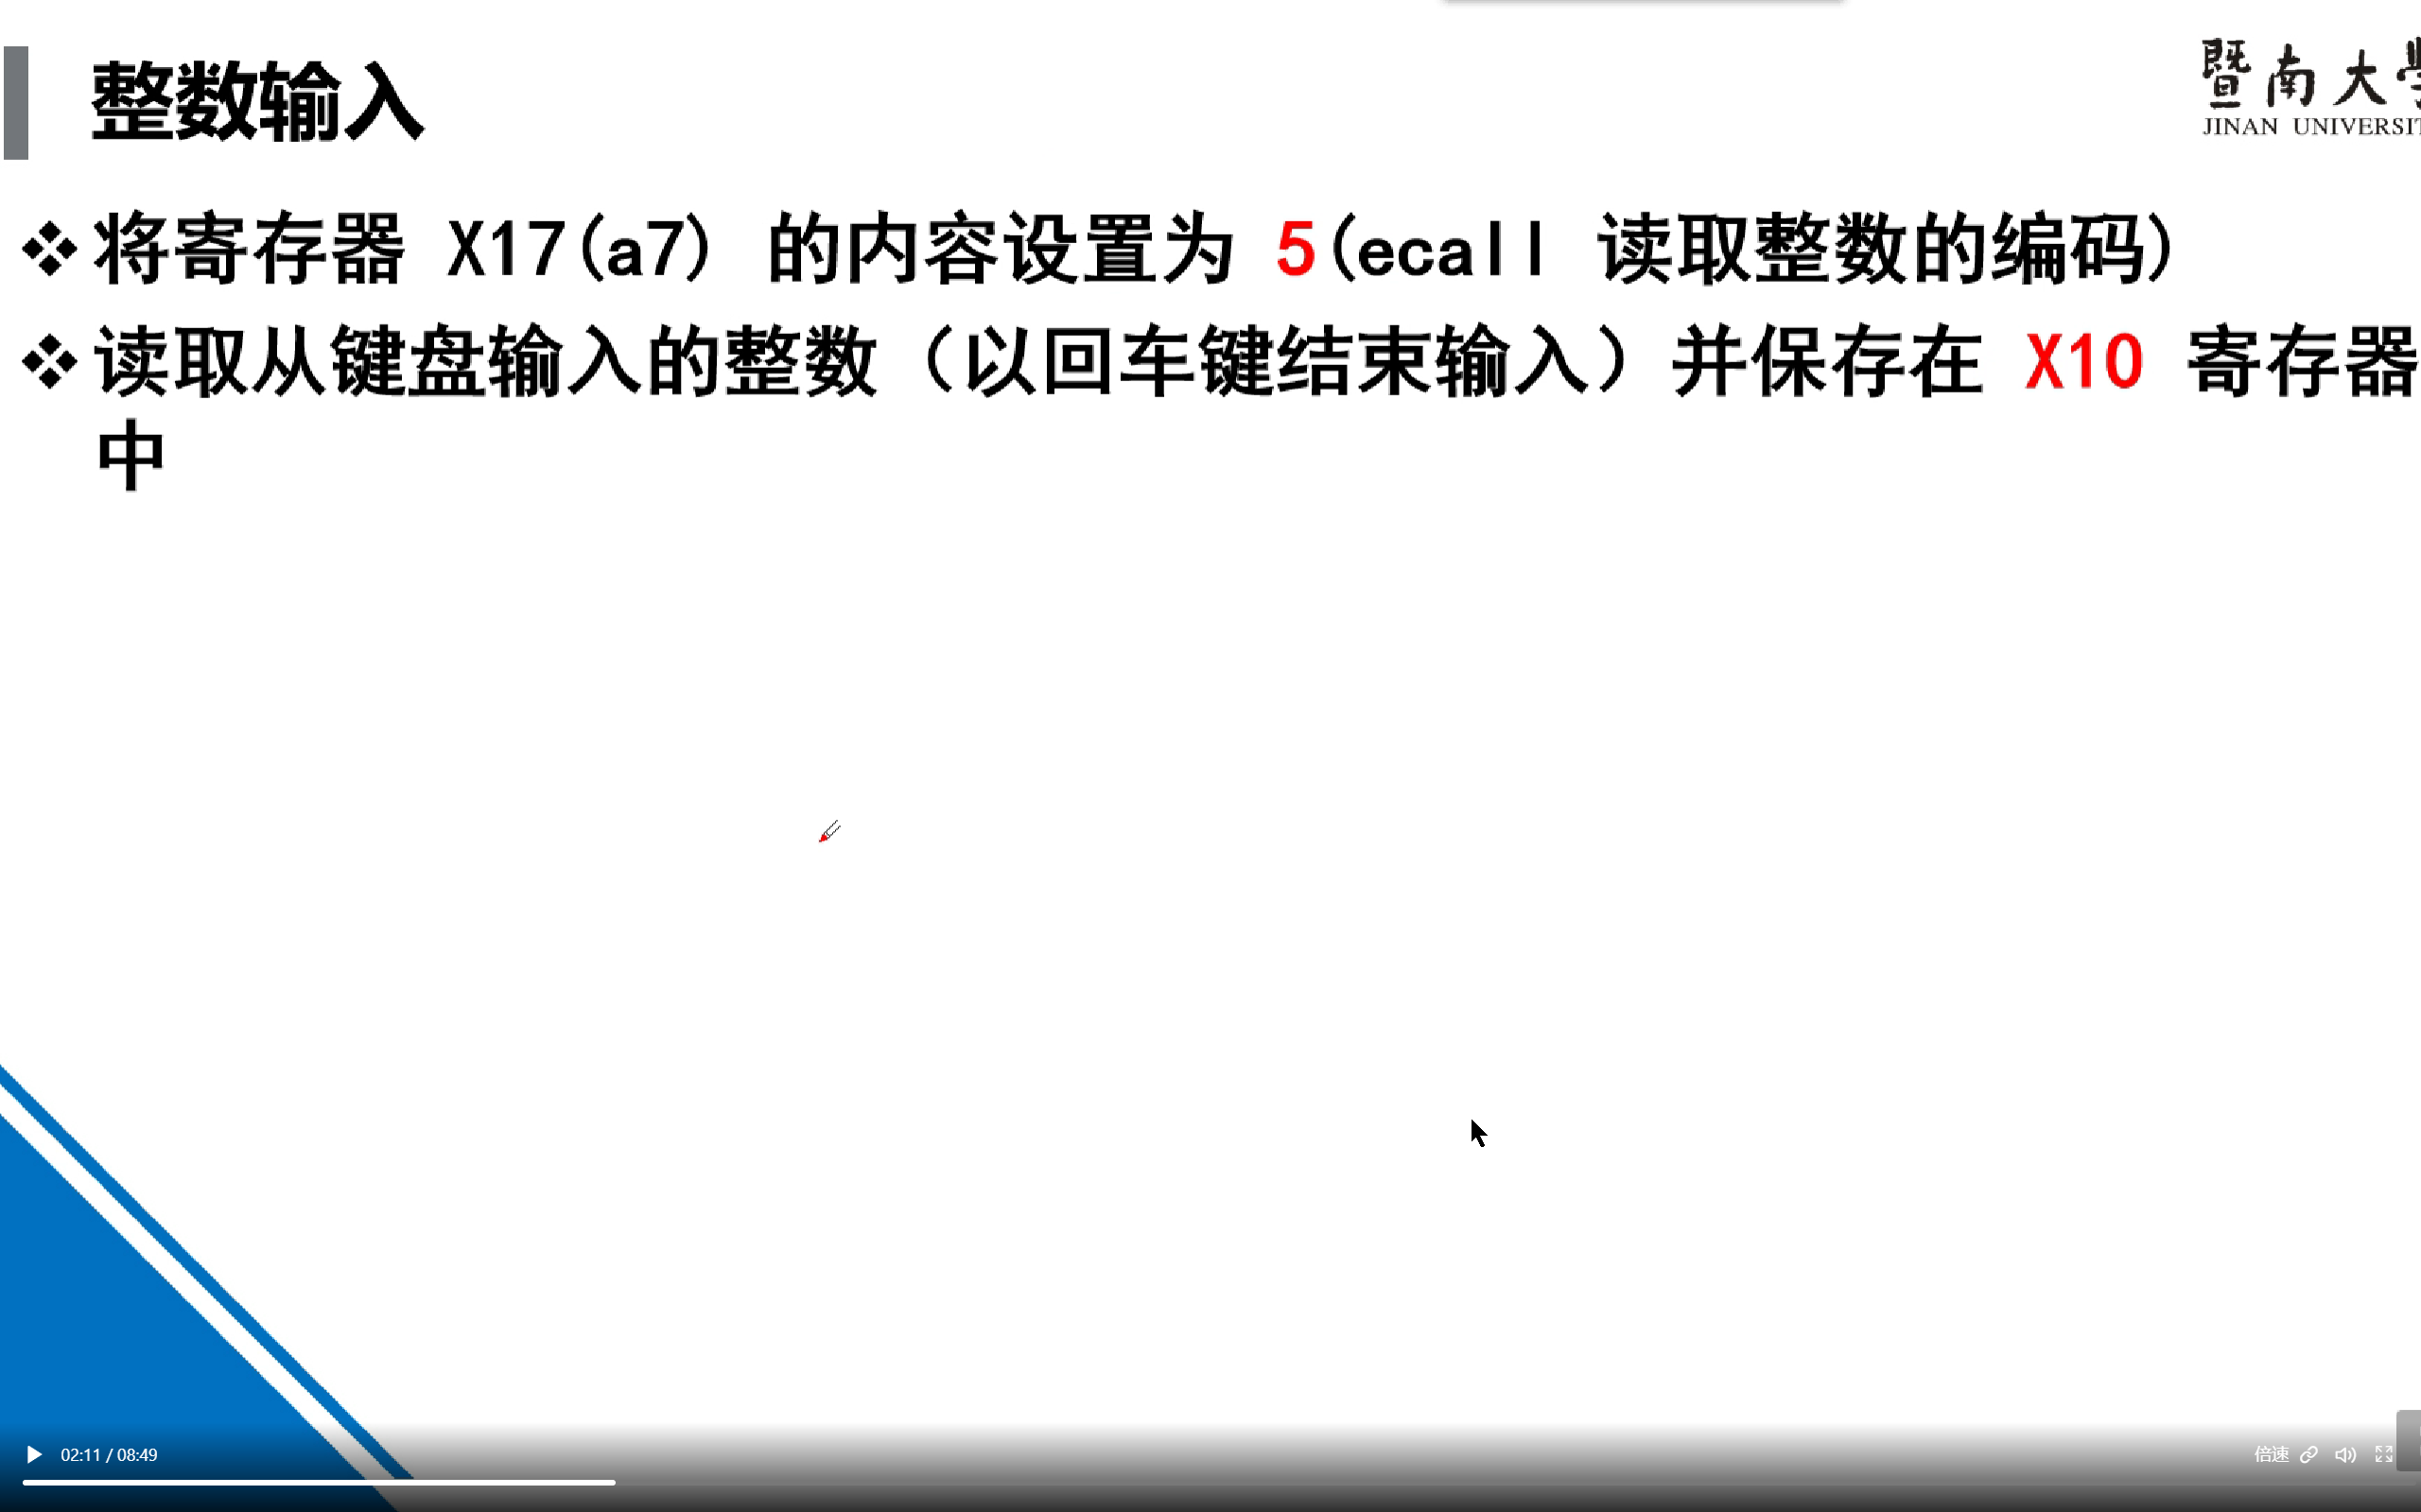 整数输入
暨南大
JINAN UNIVERSIT
将寄存器 X17(a7) 的内容设置为 5(ecall 读取整数的编码)
读取从键盘输入的整数（以回车键结束输入）并保存在 X10 寄存器
中
02:11 / 08:49
倍速